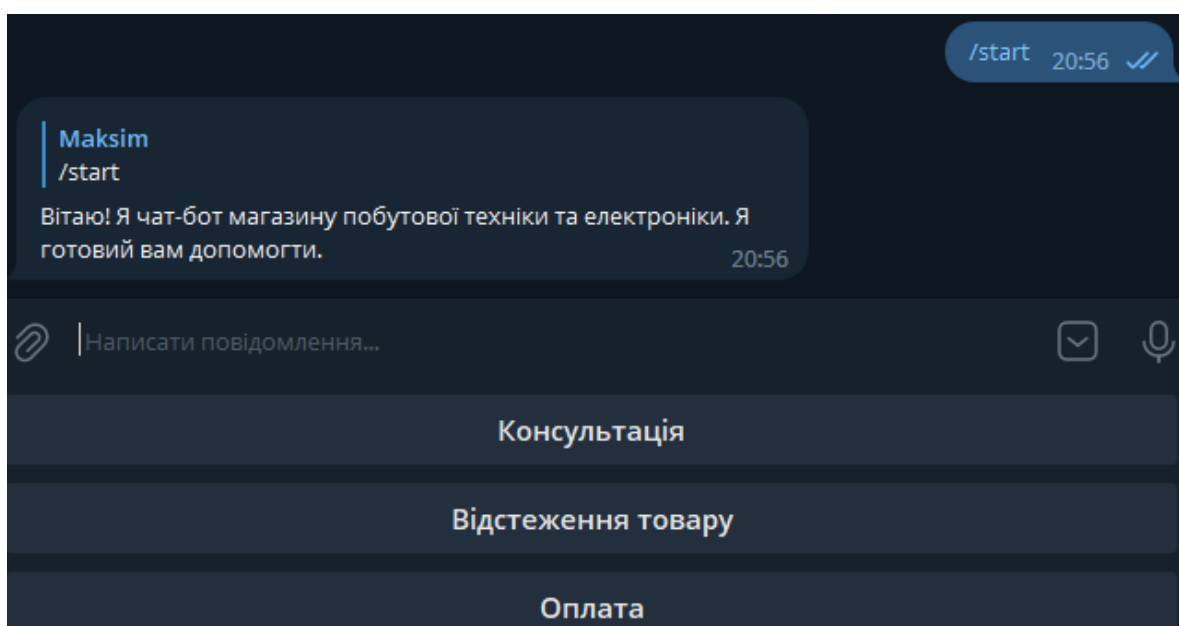 /start 20:56
Maksim
/start
Вітаю! Я чат-бот магазину побутової техніки та електроніки. Я
готовий вам допомогти.
20:56
Написати повідомлення...
Консультація
Відстеження товару
Оплата